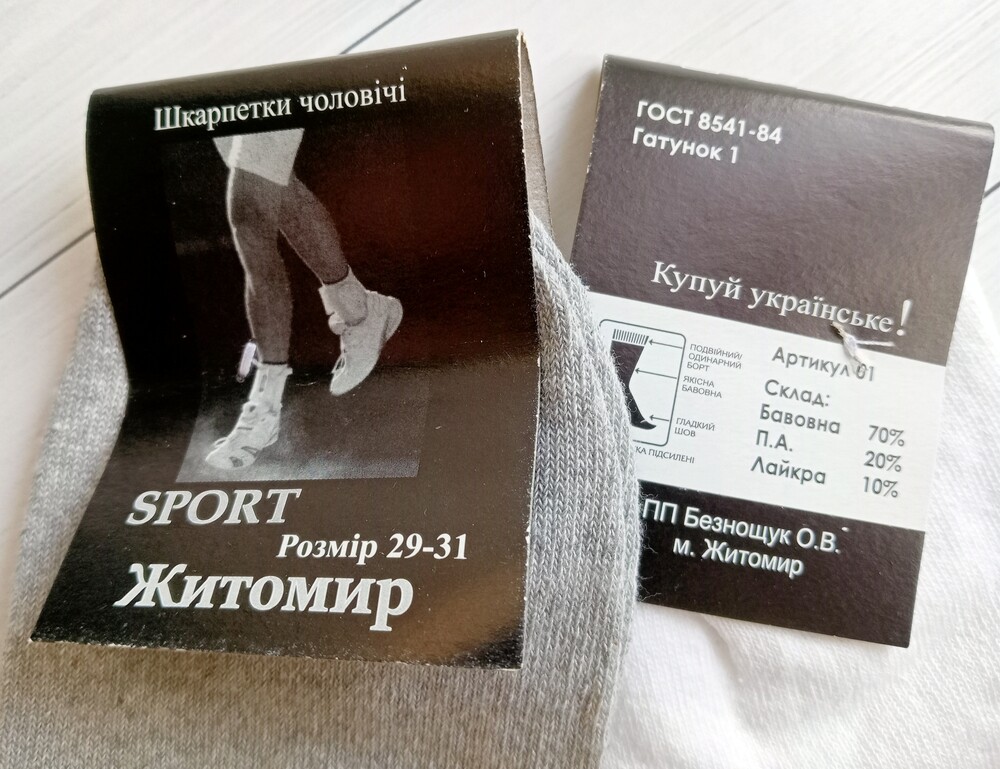 Шкарпетки чоловічі
SPORT
Розмір 29-31
Житомир
ГОСТ 8541-84
Гатунок 1
Купуй українське!
ПОДВІЙНИЙ/
ОДИНАРНИЙ
БОРТ
ЯКІСНА
БАВОВНА
ГЛАДКИЙ
ШОВ
ПІДСИЛЕНІ
Артикул 01
Склад:
Бавовна 70%
П.А. 20%
Лайкра 10%
ПП Безнощук О.В.
м. Житомир